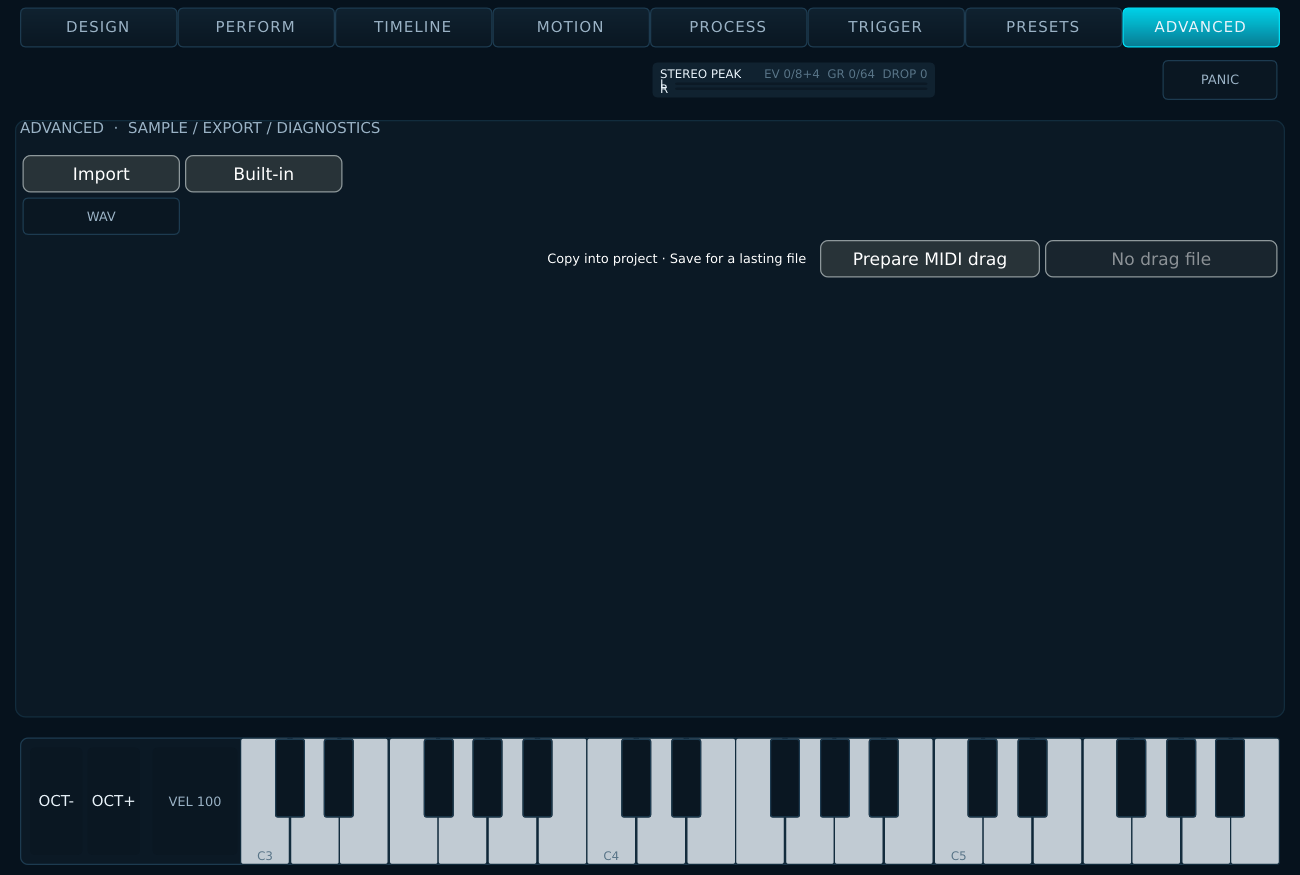 DESIGN PERFORM TIMELINE MOTION PROCESS TRIGGER PRESETS ADVANCED
STEREO PEAK EV 0/8+4 GR 0/64 DROP 0
L
R
PANIC
ADVANCED · SAMPLE / EXPORT / DIAGNOSTICS
Import Built-in
WAV
Copy into project · Save for a lasting file Prepare MIDI drag No drag file
OCT- OCT+ VEL 100
C3 C4 C5